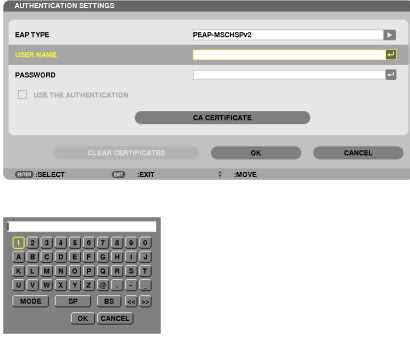 AUTHENTICATION SETTINGS
EAP TYPE PEAP-MSCHSPv2
USER NAME
PASSWORD
USE THE AUTHENTICATION
CA CERTIFICATE
CLEAR CERTIFICATES OK CANCEL
ENTER :SELECT EXIT :EXIT :MOVE
1 2 3 4 5 6 7 8 9 0
A B C D E F G H I J
K L M N O P Q R S T
U V W X Y Z @ . - _
MODE SP BS << >>
OK CANCEL